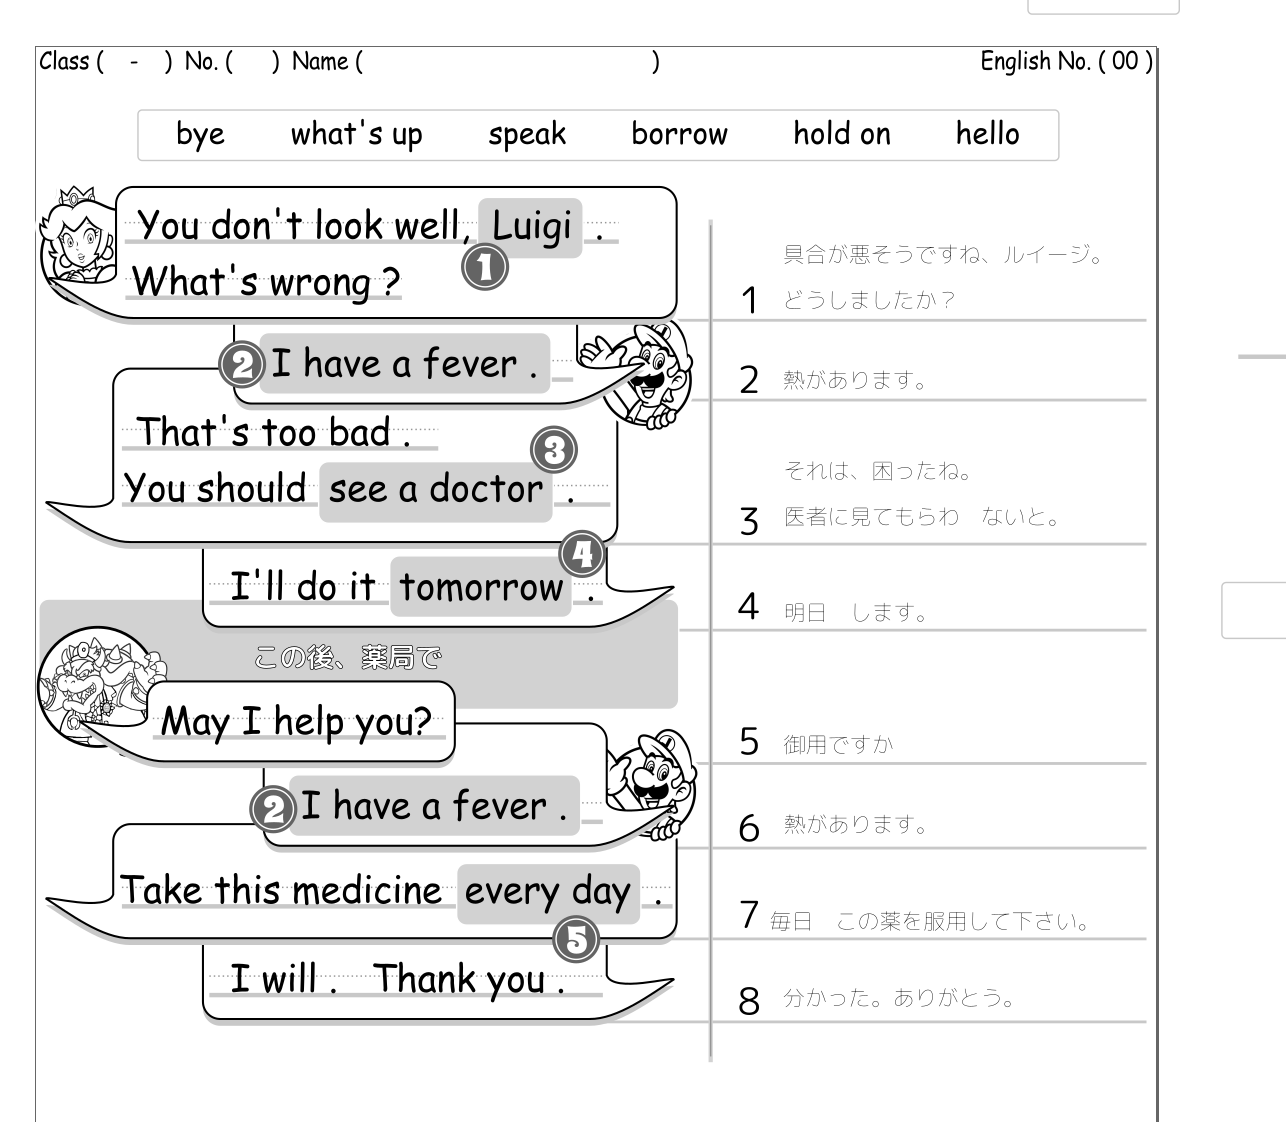 Class (　-　) No. (　) Name (　) English No. ( 00 )
bye what's up speak borrow hold on hello
You don't look well, Luigi .
1
What's wrong ?
2 I have a fever .
That's too bad .
3
You should see a doctor .
4
I'll do it tomorrow .
この後、薬局で
May I help you?
2 I have a fever .
Take this medicine every day .
5
I will . Thank you .
具合が悪そうですね、ルイージ。
1 どうしましたか？
2 熱があります。
それは、困ったね。
3 医者に見てもらわ　ないと。
4 明日　します。
5 御用ですか
6 熱があります。
7 毎日　この薬を服用して下さい。
8 分かった。ありがとう。